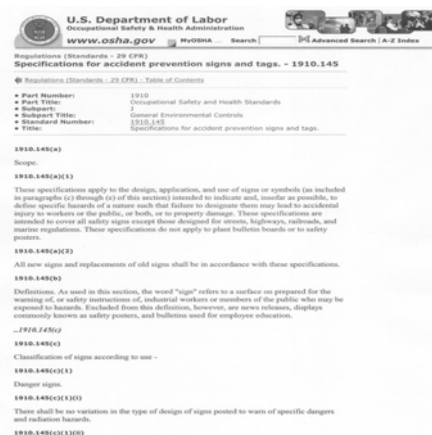 U.S. Department of Labor
Occupational Safety & Health Administration
www.osha.gov MyOSHA Search Advanced Search | A-Z Index
Regulations (Standards - 29 CFR)
Specifications for accident prevention signs and tags. - 1910.145
Regulations (Standards - 29 CFR) - Table of Contents
• Part Number: 1910
• Part Title: Occupational Safety and Health Standards
• Subpart: J
• Subpart Title: General Environmental Controls
• Standard Number: 1910.145
• Title: Specifications for accident prevention signs and tags.
1910.145(a)
Scope.
1910.145(a)(1)
These specifications apply to the design, application, and use of signs or symbols (as included
in paragraphs (c) through (e) of this section) intended to indicate and, insofar as possible, to
define specific hazards of a nature such that failure to designate them may lead to accidental
injury to workers or the public, or both, or to property damage. These specifications are
intended to cover all safety signs except those designed for streets, highways, railroads, and
marine regulations. These specifications do not apply to plant bulletin boards or to safety
posters.
1910.145(a)(2)
All new signs and replacements of old signs shall be in accordance with these specifications.
1910.145(b)
Definitions. As used in this section, the word "sign" refers to a surface on prepared for the
warning of, or safety instructions of, industrial workers or members of the public who may be
exposed to hazards. Excluded from this definition, however, are news releases, displays
commonly known as safety posters, and bulletins used for employee education.
..1910.145(c)
1910.145(c)
Classification of signs according to use -
1910.145(c)(1)
Danger signs.
1910.145(c)(1)(i)
There shall be no variation in the type of design of signs posted to warn of specific dangers
and radiation hazards.
1910.145(c)(1)(ii)